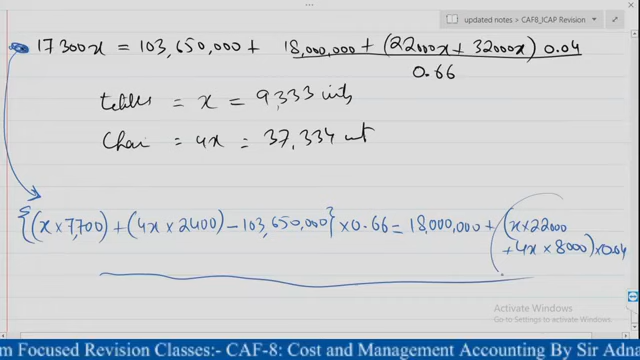 updated notes - CAF8_ICAP Revision
17300x = 103,650,000 + 18,000,000 + (22000x + 32000x) 0.04
0.66
tables = x = 9,333 units
Chair = 4x = 37,334 unit
{(x × 7,700) + (4x × 2400) - 103,650,000} × 0.66 = 18,000,000 + (x × 22000
+ 4x × 8000) × 0.04
Activate Windows
Go to Settings to activate Windows.
m Focused Revision Classes:- CAF-8: Cost and Management Accounting By Sir Adna